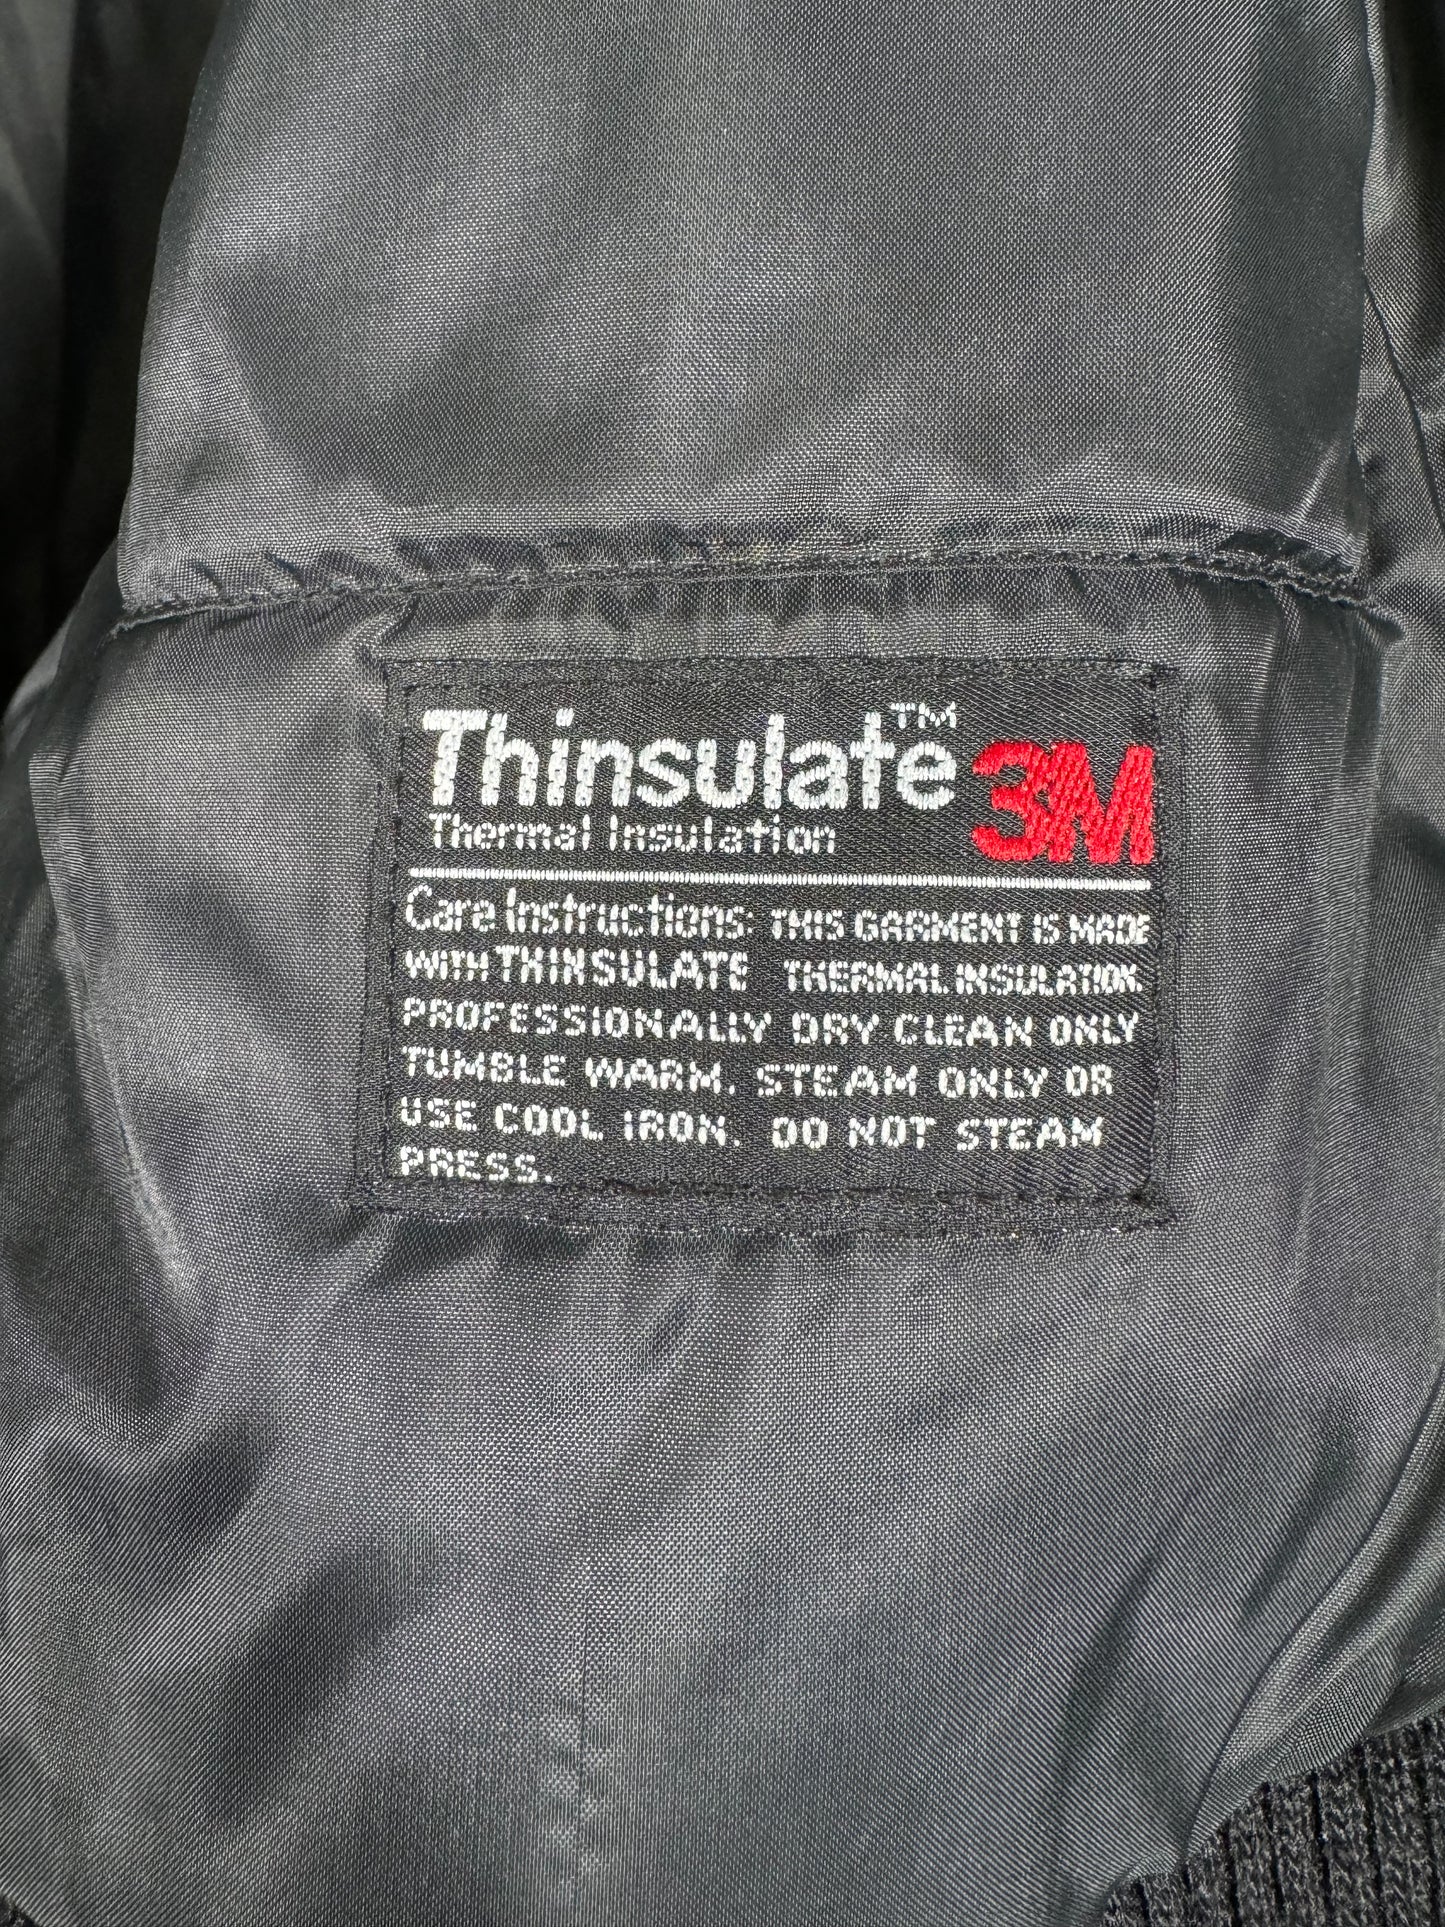 Thinsulate™ 3M
Thermal Insulation
Care Instructions: THIS GARMENT IS MADE
WITH THINSULATE THERMAL INSULATION
PROFESSIONALLY DRY CLEAN ONLY
TUMBLE WARM. STEAM ONLY OR
USE COOL IRON. DO NOT STEAM
PRESS.